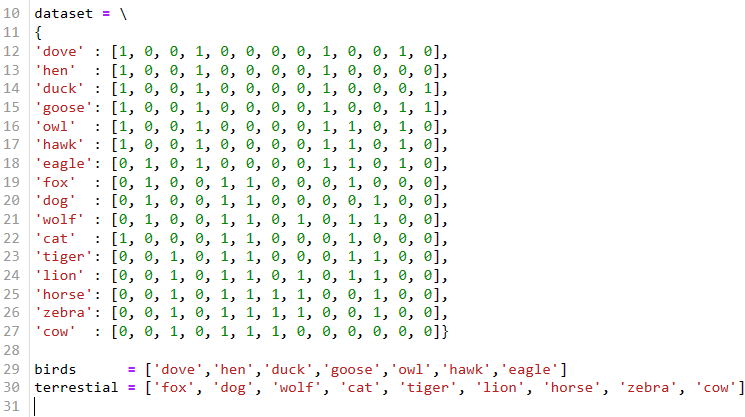 10 dataset = \
11 {
12 'dove' : [1, 0, 0, 1, 0, 0, 0, 0, 1, 0, 0, 1, 0],
13 'hen'  : [1, 0, 0, 1, 0, 0, 0, 0, 1, 0, 0, 0, 0],
14 'duck' : [1, 0, 0, 1, 0, 0, 0, 0, 1, 0, 0, 0, 1],
15 'goose': [1, 0, 0, 1, 0, 0, 0, 0, 1, 0, 0, 1, 1],
16 'owl'  : [1, 0, 0, 1, 0, 0, 0, 0, 1, 1, 0, 1, 0],
17 'hawk' : [1, 0, 0, 1, 0, 0, 0, 0, 1, 1, 0, 1, 0],
18 'eagle': [0, 1, 0, 1, 0, 0, 0, 0, 1, 1, 0, 1, 0],
19 'fox'  : [0, 1, 0, 0, 1, 1, 0, 0, 0, 1, 0, 0, 0],
20 'dog'  : [0, 1, 0, 0, 1, 1, 0, 0, 0, 0, 1, 0, 0],
21 'wolf' : [0, 1, 0, 0, 1, 1, 0, 1, 0, 1, 1, 0, 0],
22 'cat'  : [1, 0, 0, 0, 1, 1, 0, 0, 0, 1, 0, 0, 0],
23 'tiger': [0, 0, 1, 0, 1, 1, 0, 0, 0, 1, 1, 0, 0],
24 'lion' : [0, 0, 1, 0, 1, 1, 0, 1, 0, 1, 1, 0, 0],
25 'horse': [0, 0, 1, 0, 1, 1, 1, 1, 0, 0, 1, 0, 0],
26 'zebra': [0, 0, 1, 0, 1, 1, 1, 1, 0, 0, 1, 0, 0],
27 'cow'  : [0, 0, 1, 0, 1, 1, 1, 0, 0, 0, 0, 0, 0]}
28
29 birds      = ['dove','hen','duck','goose','owl','hawk','eagle']
30 terrestial = ['fox', 'dog', 'wolf', 'cat', 'tiger', 'lion', 'horse', 'zebra', 'cow']
31